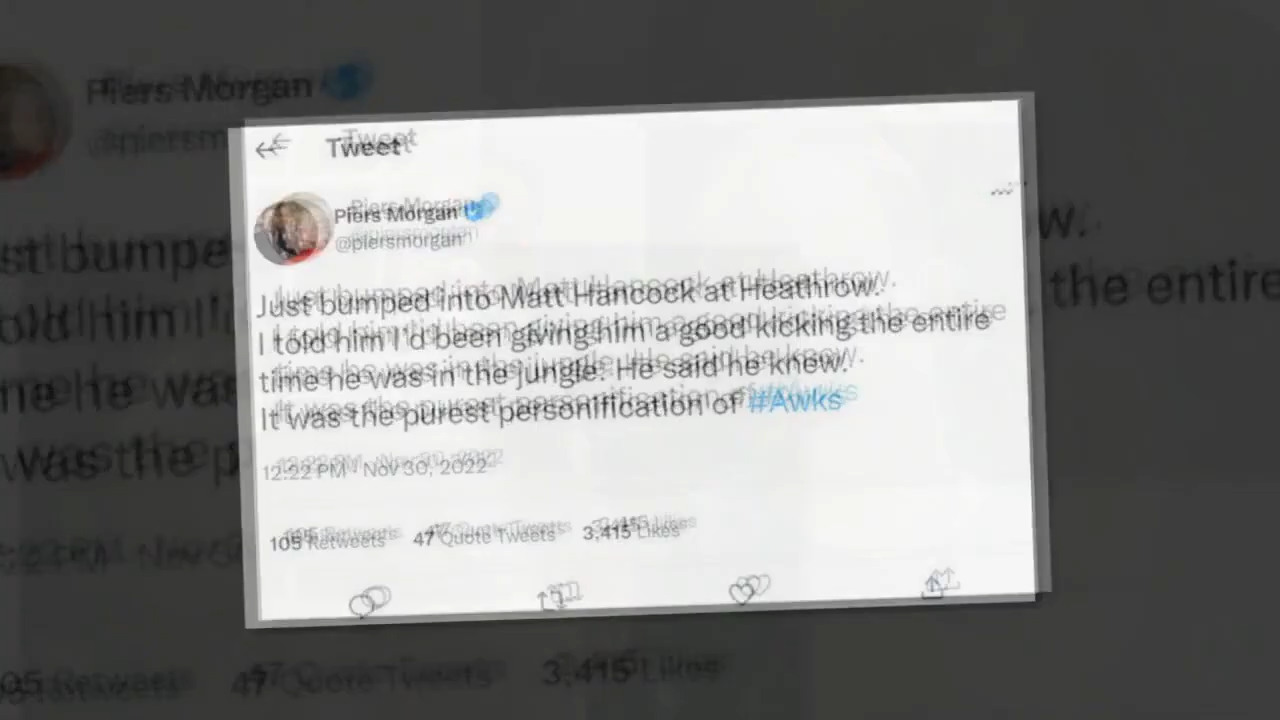 Tweet
Piers Morgan
@piersmorgan
Just bumped into Matt Hancock at Heathrow.
I told him I'd been giving him a good kicking the entire
time he was in the jungle. He said he knew.
It was the purest personification of #Awks
12:22 PM · Nov 30, 2022
105 Retweets 47 Quote Tweets 3,415 Likes